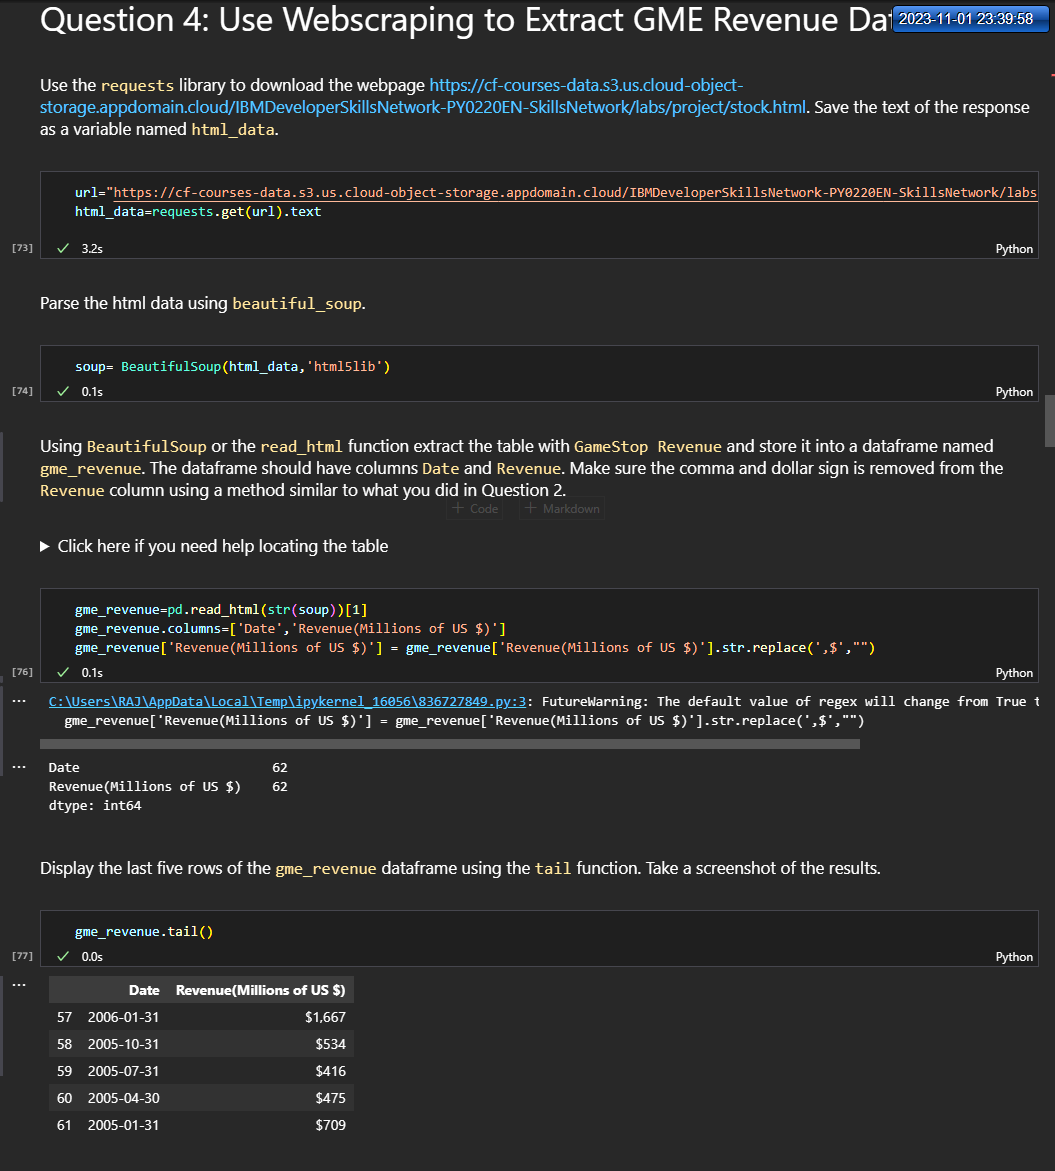 Question 4: Use Webscraping to Extract GME Revenue Dat
2023-11-01 23:39:58
Use the requests library to download the webpage https://cf-courses-data.s3.us.cloud-object-
storage.appdomain.cloud/IBMDeveloperSkillsNetwork-PY0220EN-SkillsNetwork/labs/project/stock.html. Save the text of the response
as a variable named html_data.
url="https://cf-courses-data.s3.us.cloud-object-storage.appdomain.cloud/IBMDeveloperSkillsNetwork-PY0220EN-SkillsNetwork/labs
html_data=requests.get(url).text
[73] ✓ 3.2s Python
Parse the html data using beautiful_soup.
soup= BeautifulSoup(html_data,'html5lib')
[74] ✓ 0.1s Python
Using BeautifulSoup or the read_html function extract the table with GameStop Revenue and store it into a dataframe named
gme_revenue. The dataframe should have columns Date and Revenue. Make sure the comma and dollar sign is removed from the
Revenue column using a method similar to what you did in Question 2.
+ Code + Markdown
▶ Click here if you need help locating the table
gme_revenue=pd.read_html(str(soup))[1]
gme_revenue.columns=['Date','Revenue(Millions of US $)']
gme_revenue['Revenue(Millions of US $)'] = gme_revenue['Revenue(Millions of US $)'].str.replace(',$',"")
[76] ✓ 0.1s Python
... C:\Users\RAJ\AppData\Local\Temp\ipykernel_16056\836727849.py:3: FutureWarning: The default value of regex will change from True t
gme_revenue['Revenue(Millions of US $)'] = gme_revenue['Revenue(Millions of US $)'].str.replace(',$',"")
... Date 62
Revenue(Millions of US $) 62
dtype: int64
Display the last five rows of the gme_revenue dataframe using the tail function. Take a screenshot of the results.
gme_revenue.tail()
[77] ✓ 0.0s Python
...
Date Revenue(Millions of US $)
57 2006-01-31 $1,667
58 2005-10-31 $534
59 2005-07-31 $416
60 2005-04-30 $475
61 2005-01-31 $709